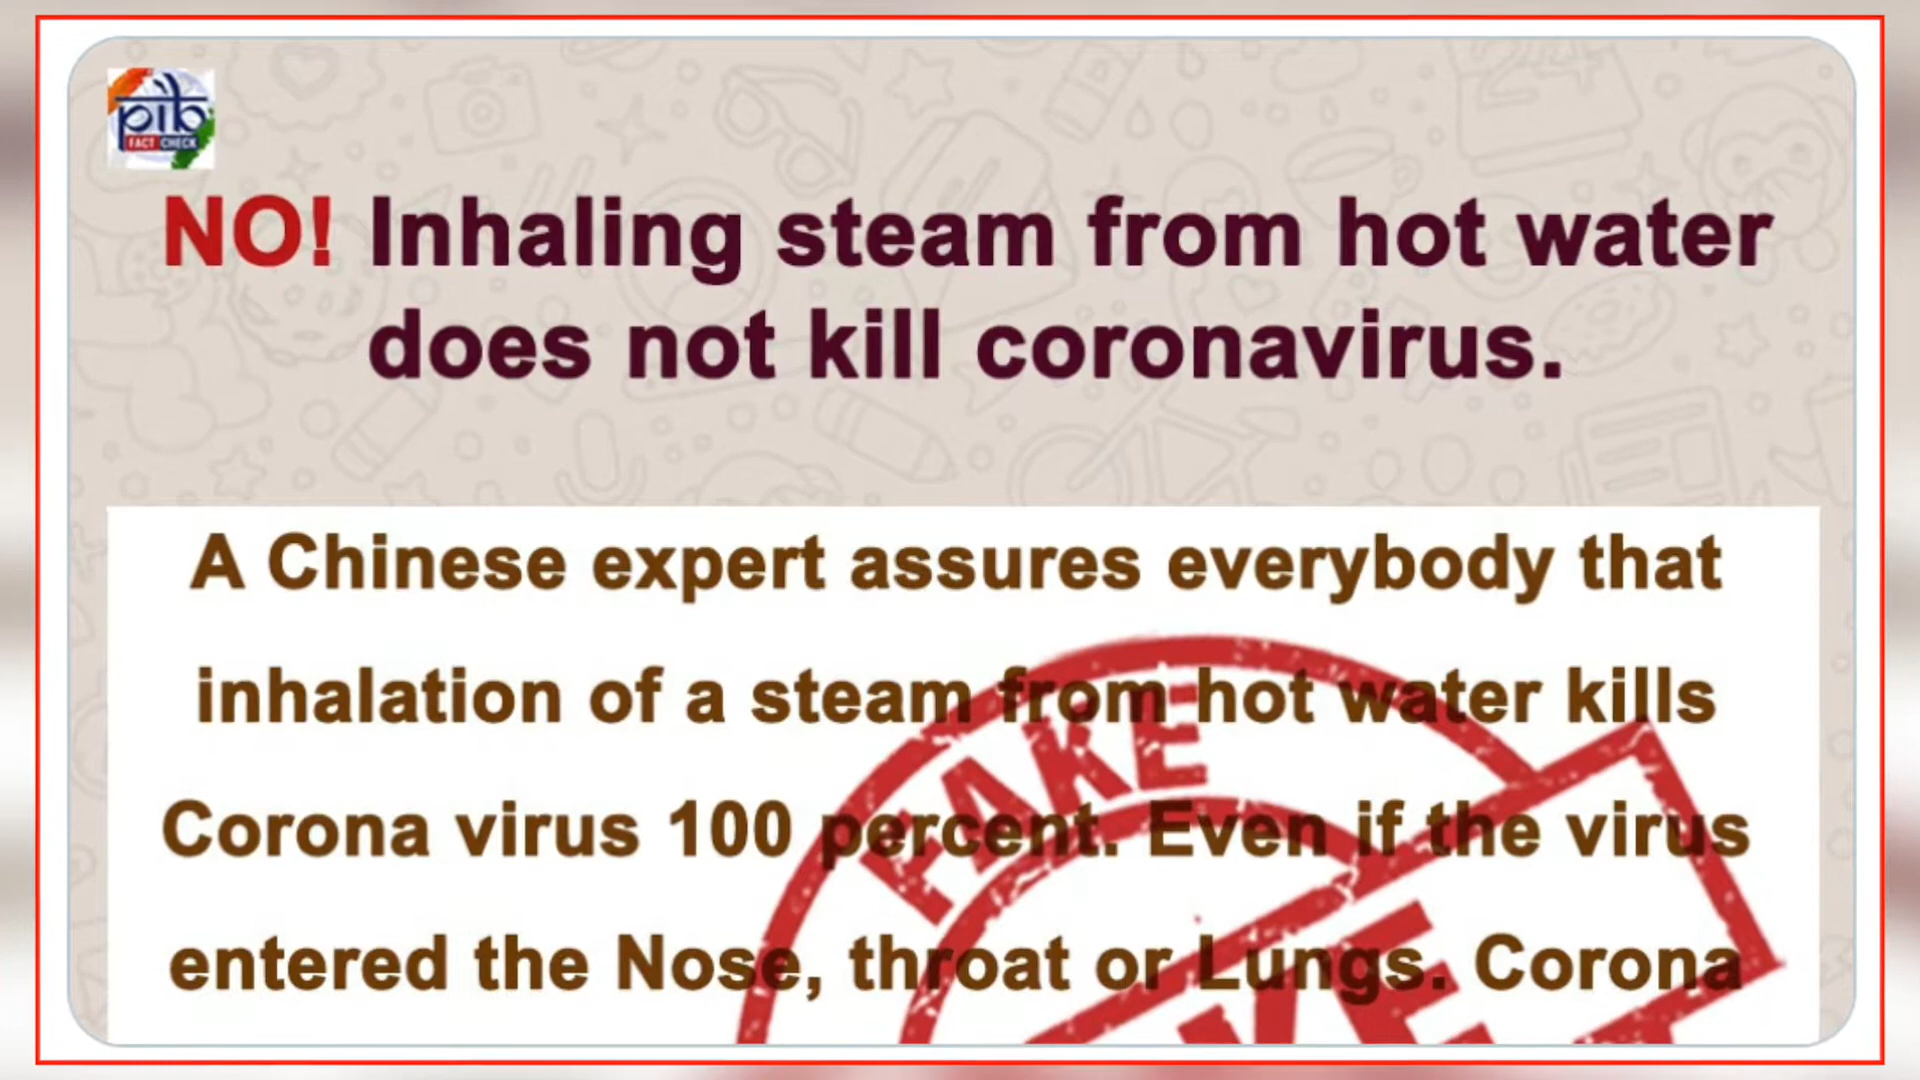 pib
FACT CHECK
NO! Inhaling steam from hot water
does not kill coronavirus.
A Chinese expert assures everybody that
inhalation of a steam from hot water kills
Corona virus 100 percent. Even if the virus
entered the Nose, throat or Lungs. Corona
FAKE